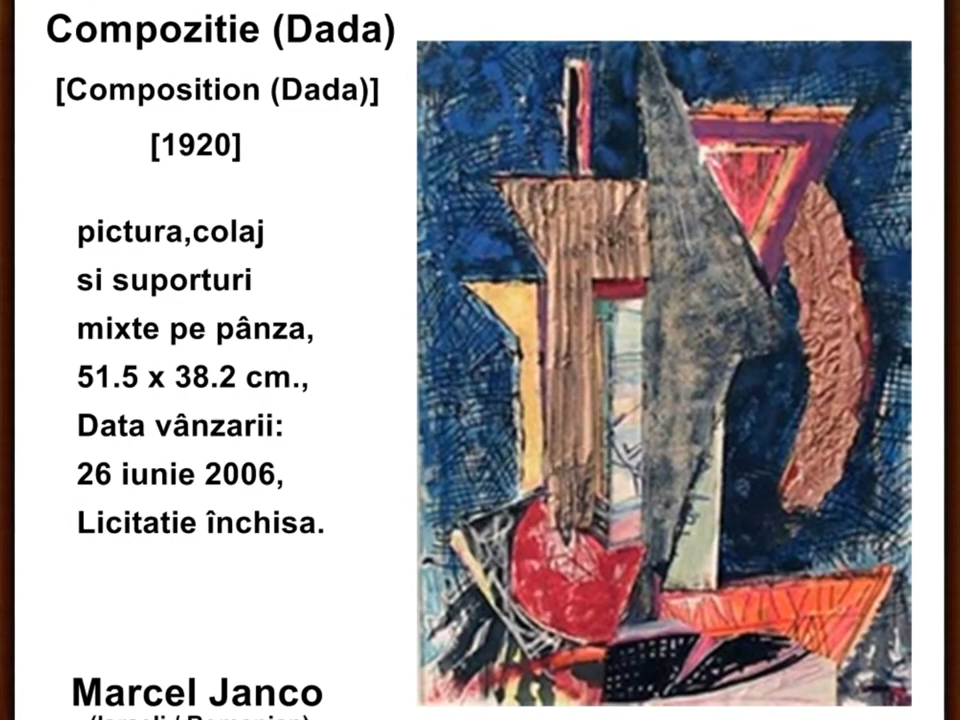 Compozitie (Dada)
[Composition (Dada)]
[1920]
pictura,colaj
si suporturi
mixte pe pânza,
51.5 x 38.2 cm.,
Data vânzarii:
26 iunie 2006,
Licitatie închisa.
Marcel Janco
(Israeli / Romanian)